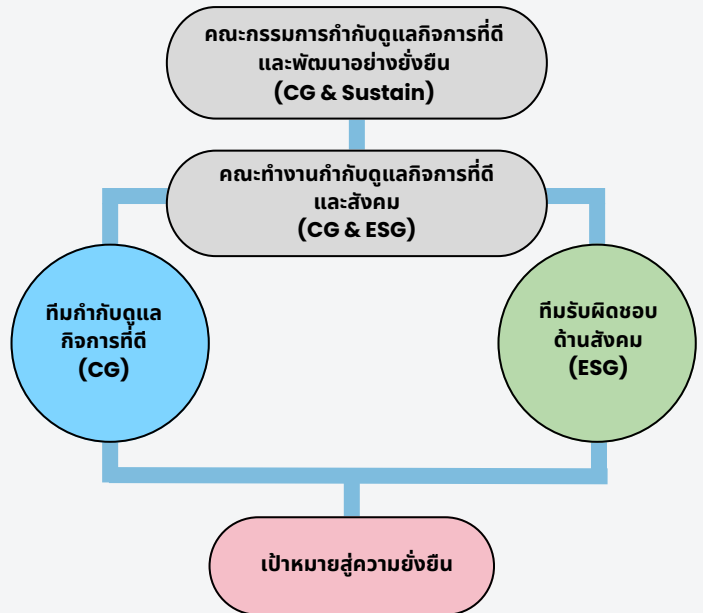 คณะกรรมการกำกับดูแลกิจการที่ดี
และพัฒนาอย่างยั่งยืน
(CG & Sustain)
คณะทำงานกำกับดูแลกิจการที่ดี
และสังคม
(CG & ESG)
ทีมกำกับดูแล
กิจการที่ดี
(CG)
ทีมรับผิดชอบ
ด้านสังคม
(ESG)
เป้าหมายสู่ความยั่งยืน